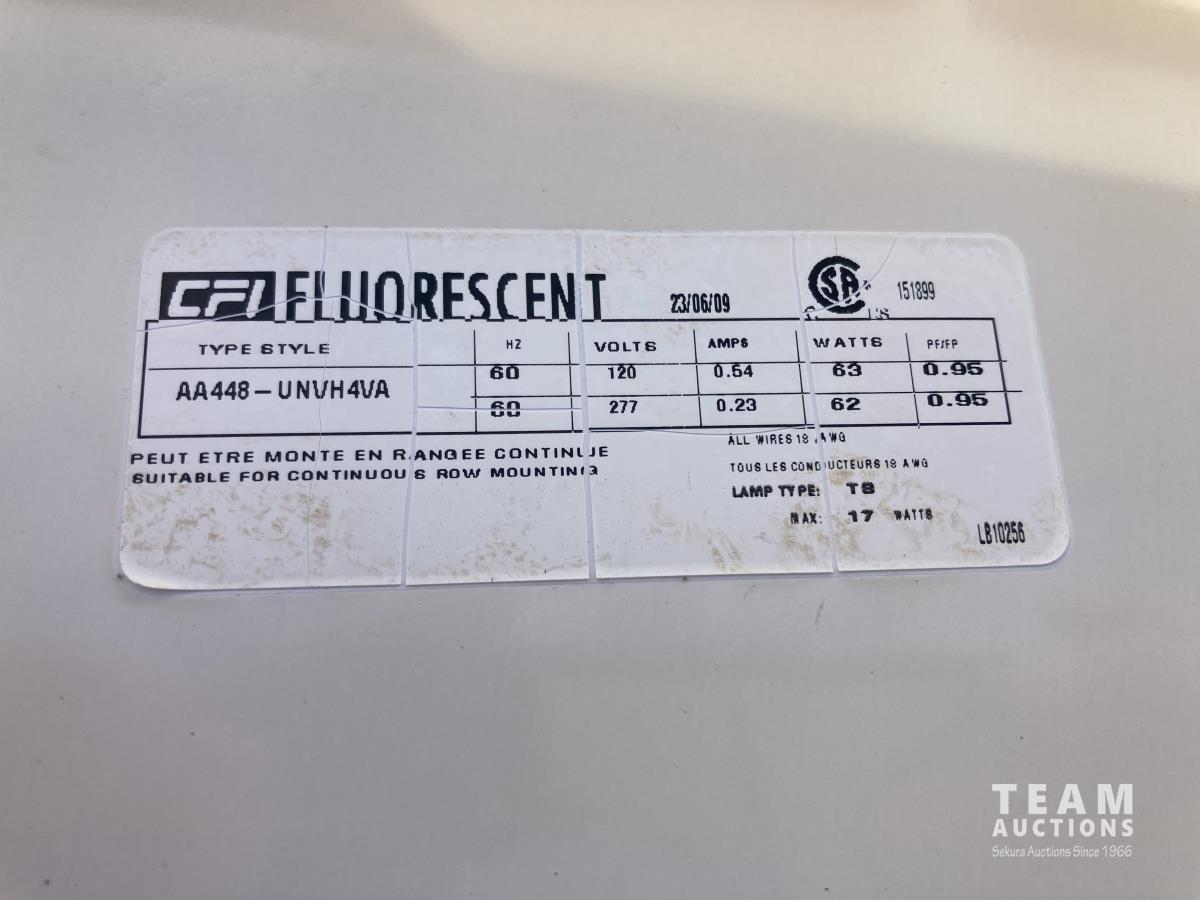 CFI FLUORESCENT 23/06/09 SA 151899
TYPE STYLE HZ VOLTS AMPS WATTS PF/FP
AA448-UNVH4VA 60 120 0.54 63 0.95
60 277 0.23 62 0.95
PEUT ETRE MONTE EN RANGEE CONTINUE
SUITABLE FOR CONTINUOUS ROW MOUNTING
ALL WIRES 18 AWG
TOUS LES CONDUCTEURS 18 AWG
LAMP TYPE: T8
MAX: 17 WATTS
LB10256
TEAM
AUCTIONS
Sekura Auctions Since 1966